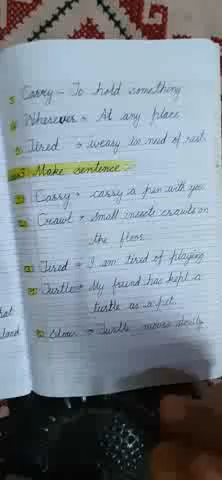 Carry - To hold something
Wherever = At any place
Tired = weary in need of rest.
3 Make sentence.
Carry = carry a pen with you
Crawl = Small insects crawls on
the floor.
Tired = I am tired of playing
Turtle = My friend has kept a
turtle as a pet.
Slow = Turtle moves slowly